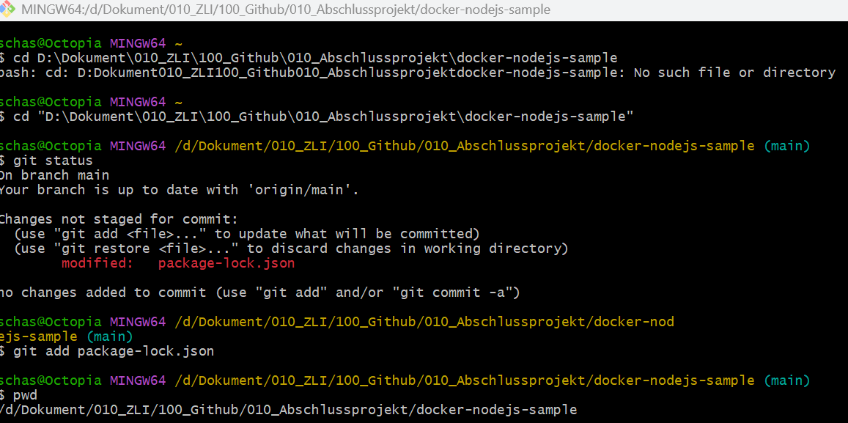 MINGW64:/d/Dokument/010_ZLI/100_Github/010_Abschlussprojekt/docker-nodejs-sample
schas@Octopia MINGW64 ~
$ cd D:\Dokument\010_ZLI\100_Github\010_Abschlussprojekt\docker-nodejs-sample
bash: cd: D:Dokument010_ZLI100_Github010_Abschlussprojektdocker-nodejs-sample: No such file or directory
schas@Octopia MINGW64 ~
$ cd "D:\Dokument\010_ZLI\100_Github\010_Abschlussprojekt\docker-nodejs-sample"
schas@Octopia MINGW64 /d/Dokument/010_ZLI/100_Github/010_Abschlussprojekt/docker-nodejs-sample (main)
$ git status
On branch main
Your branch is up to date with 'origin/main'.
Changes not staged for commit:
(use "git add <file>..." to update what will be committed)
(use "git restore <file>..." to discard changes in working directory)
modified: package-lock.json
no changes added to commit (use "git add" and/or "git commit -a")
schas@Octopia MINGW64 /d/Dokument/010_ZLI/100_Github/010_Abschlussprojekt/docker-nod
ejs-sample (main)
$ git add package-lock.json
schas@Octopia MINGW64 /d/Dokument/010_ZLI/100_Github/010_Abschlussprojekt/docker-nodejs-sample (main)
$ pwd
/d/Dokument/010_ZLI/100_Github/010_Abschlussprojekt/docker-nodejs-sample